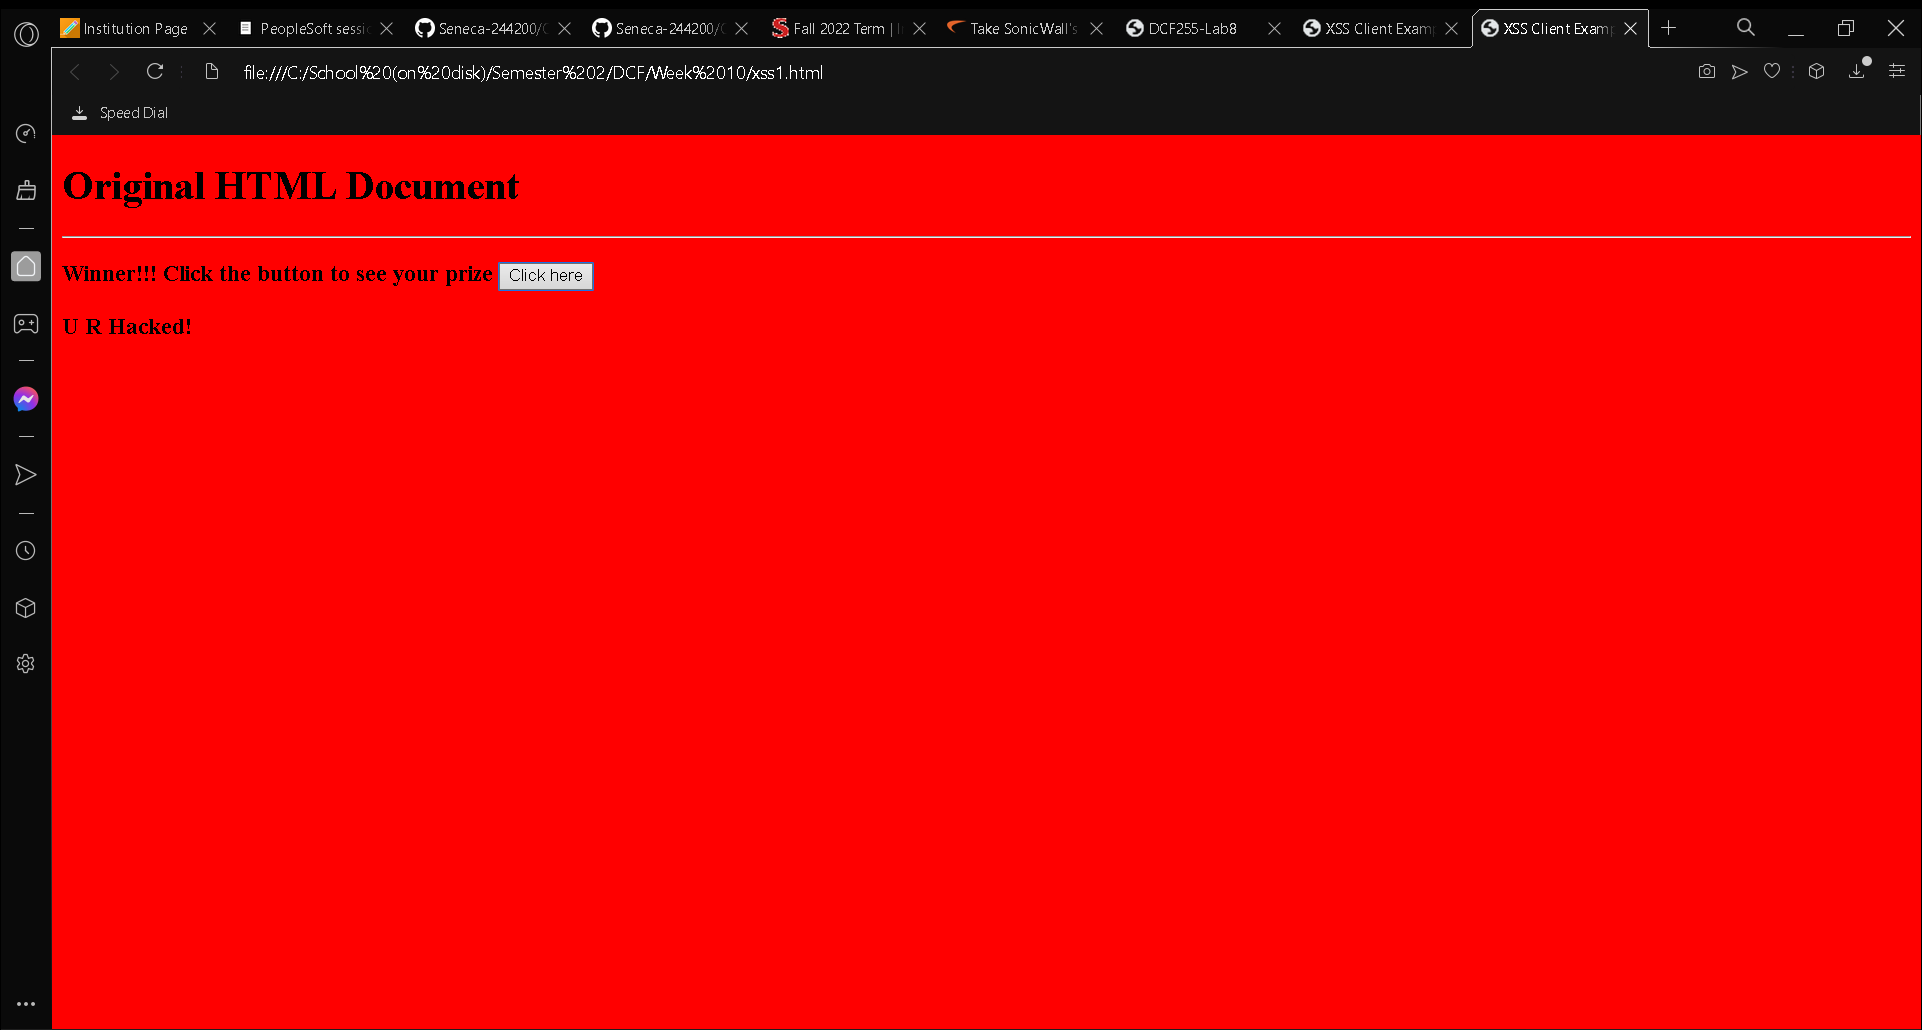 Institution Page
PeopleSoft sessi
Seneca-244200/
Seneca-244200/
Fall 2022 Term |
Take SonicWall's
DCF255-Lab8
XSS Client Exam
XSS Client Exam
file:///C:/School%20(on%20disk)/Semester%202/DCF/Week%2010/xss1.html
Speed Dial
Original HTML Document
Winner!!! Click the button to see your prize Click here
U R Hacked!